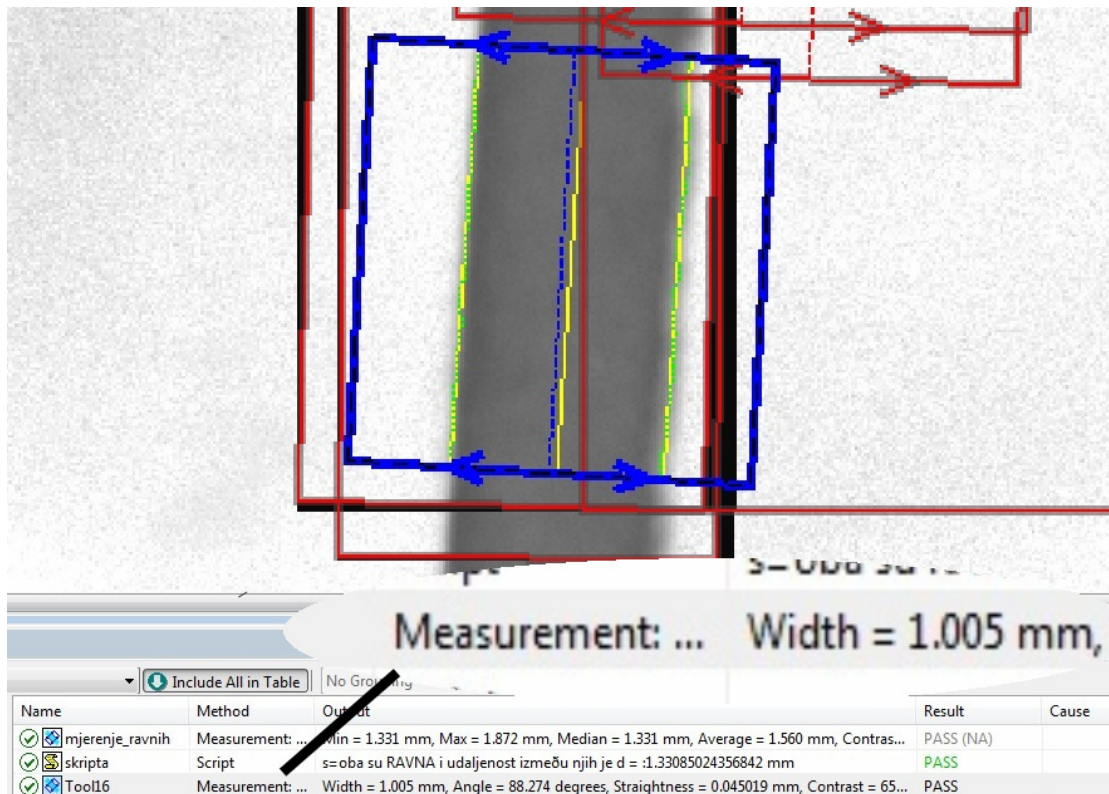 Measurement: ... Width = 1.005 mm,
Include All in Table No
Name Method Output Result Cause
mjerenje_ravnih Measurement: ... Min = 1.331 mm, Max = 1.872 mm, Median = 1.331 mm, Average = 1.560 mm, Contras... PASS (NA)
skripta Script s=oba su RAVNA i udaljenost izmeðu njih je d = :1.33085024356842 mm PASS
Tool16 Measurement: ... Width = 1.005 mm, Angle = 88.274 degrees, Straightness = 0.045019 mm, Contrast = 65... PASS